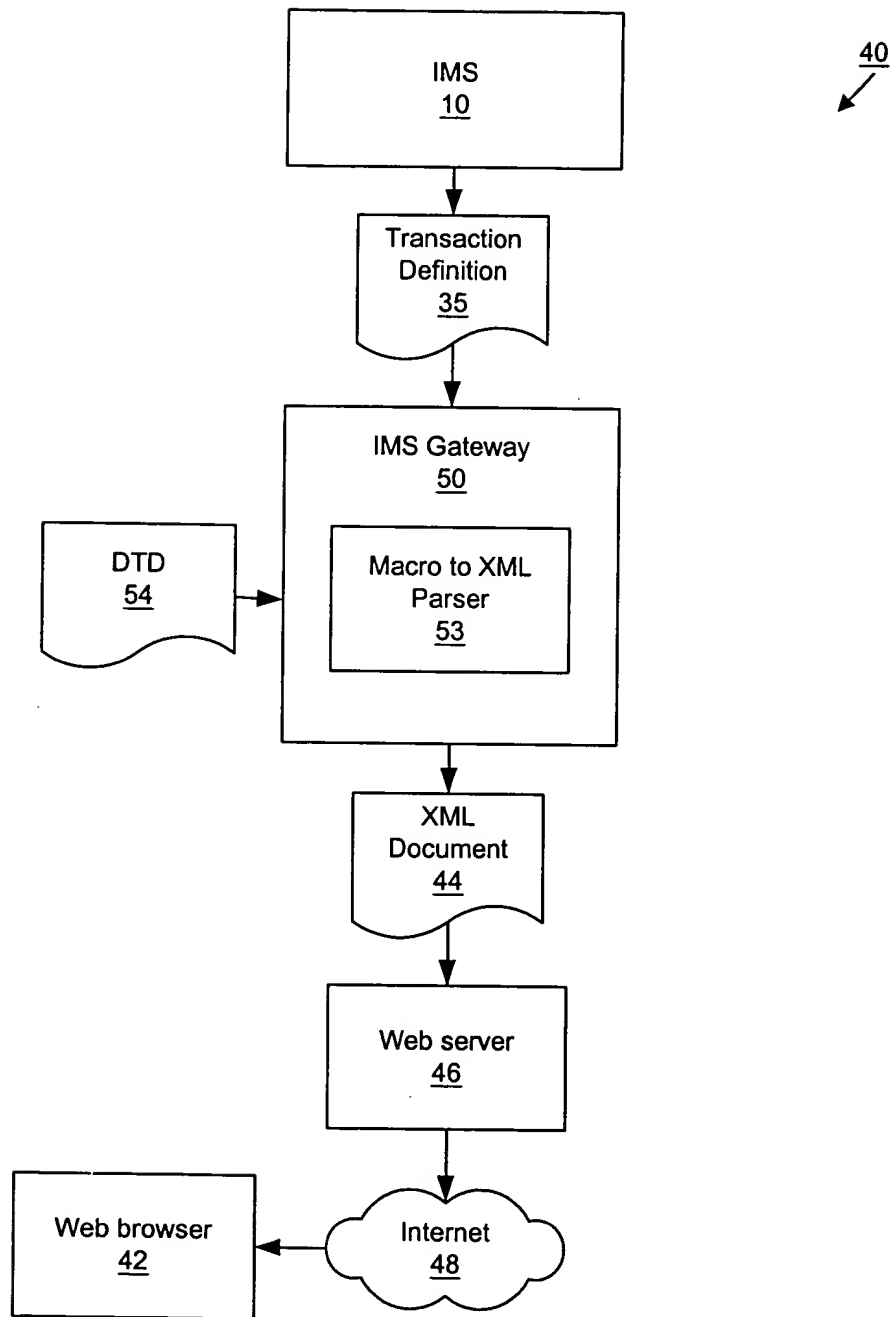 40
IMS
10
Transaction
Definition
35
IMS Gateway
50
DTD
54
Macro to XML
Parser
53
XML
Document
44
Web server
46
Web browser
42
Internet
48